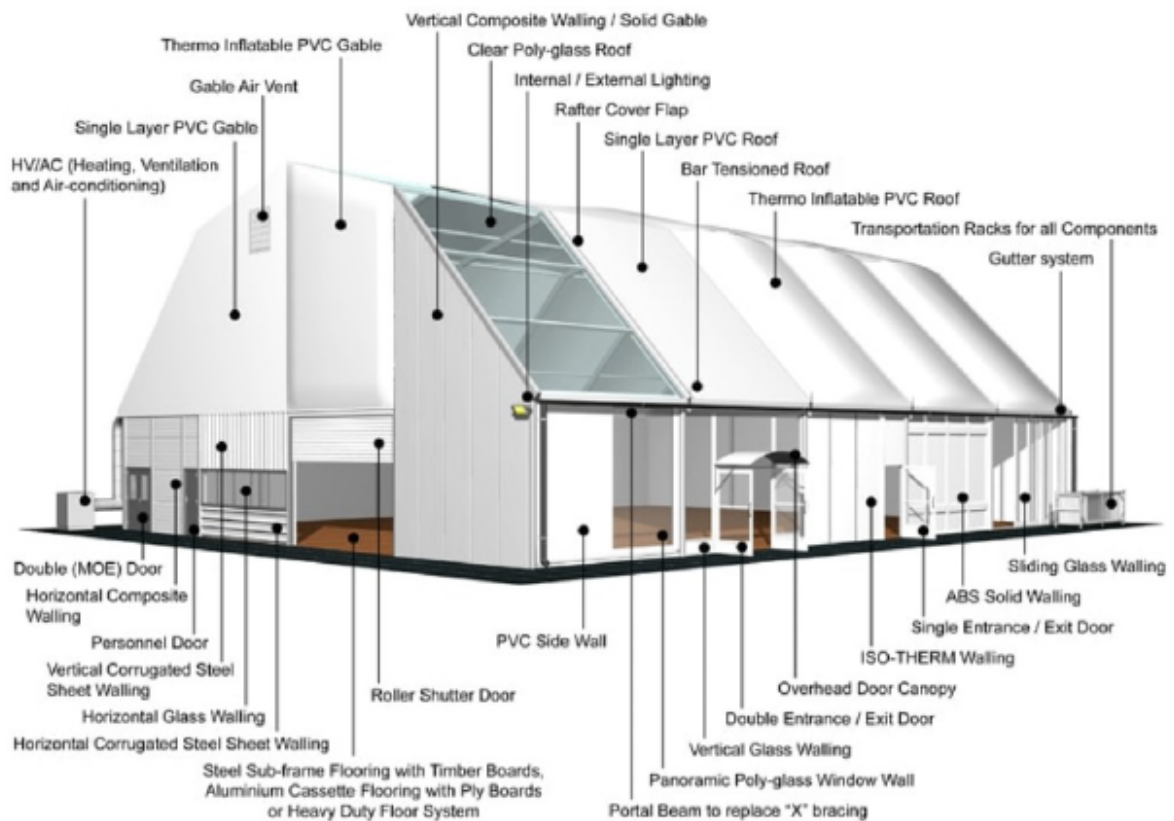 Vertical Composite Walling / Solid Gable
Thermo Inflatable PVC Gable
Clear Poly-glass Roof
Gable Air Vent
Internal / External Lighting
Rafter Cover Flap
Single Layer PVC Gable
Single Layer PVC Roof
HV/AC (Heating, Ventilation
and Air-conditioning)
Bar Tensioned Roof
Thermo Inflatable PVC Roof
Transportation Racks for all Components
Gutter system
Double (MOE) Door
Horizontal Composite
Walling
Personnel Door
Vertical Corrugated Steel
Sheet Walling
Horizontal Glass Walling
Horizontal Corrugated Steel Sheet Walling
Roller Shutter Door
Steel Sub-frame Flooring with Timber Boards,
Aluminium Cassette Flooring with Ply Boards
or Heavy Duty Floor System
PVC Side Wall
Sliding Glass Walling
ABS Solid Walling
Single Entrance / Exit Door
ISO-THERM Walling
Overhead Door Canopy
Double Entrance / Exit Door
Vertical Glass Walling
Panoramic Poly-glass Window Wall
Portal Beam to replace “X” bracing